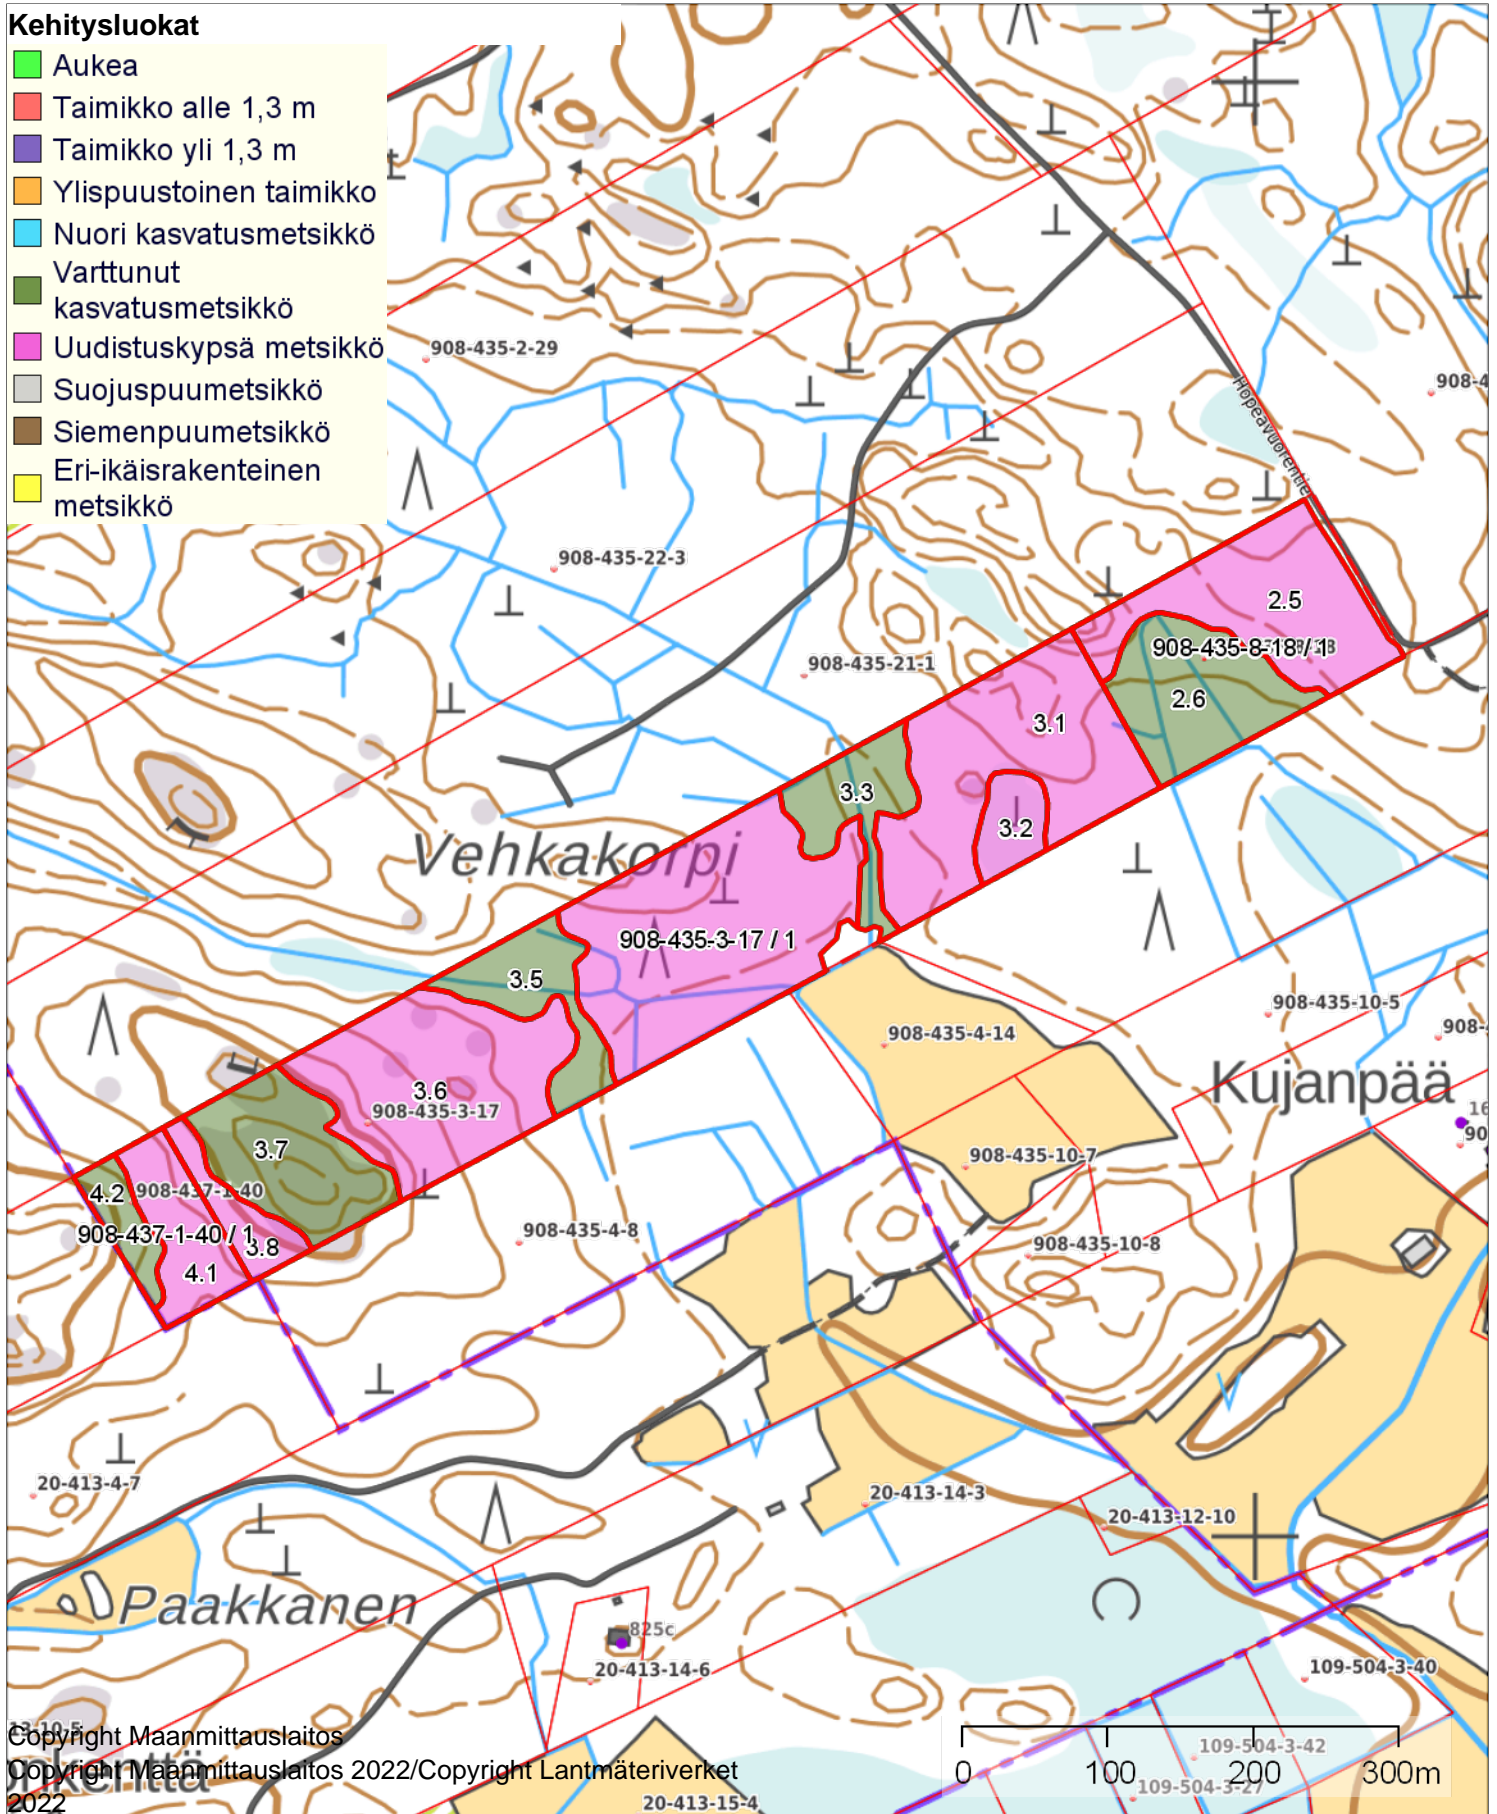 Kehitysluokat
Aukea
Taimikko alle 1,3 m
Taimikko yli 1,3 m
Ylispuustoinen taimikko
Nuori kasvatusmetsikkö
Varttunut
kasvatusmetsikkö
Uudistuskypsä metsikkö
Suojuspuumetsikkö
Siemenpuumetsikkö
Eri-ikäisrakenteinen
metsikkö
908-435-2-29
908-4
Hopeavuorentie
908-435-22-3
2.5
908-435-8-18 / 1
908-435-21-1
2.6
3.1
3.3
3.2
Vehkakorpi
908-435-3-17 / 1
3.5
908-435-10-5
908-
908-435-4-14
Kujanpää
3.6
908-435-3-17
16
90
3.7
908-435-10-7
4.2
908-437-1-40
908-437-1-40 / 1
3.8
908-435-4-8
908-435-10-8
4.1
20-413-4-7
20-413-14-3
20-413-12-10
Paakkanen
825c
20-413-14-6
109-504-3-40
13-10-5
Copyright Maanmittauslaitos
109-504-3-42
Copyright Maanmittauslaitos 2022/Copyright Lantmäteriverket
2022
0 100 200 300m
109-504-3-27
20-413-15-4